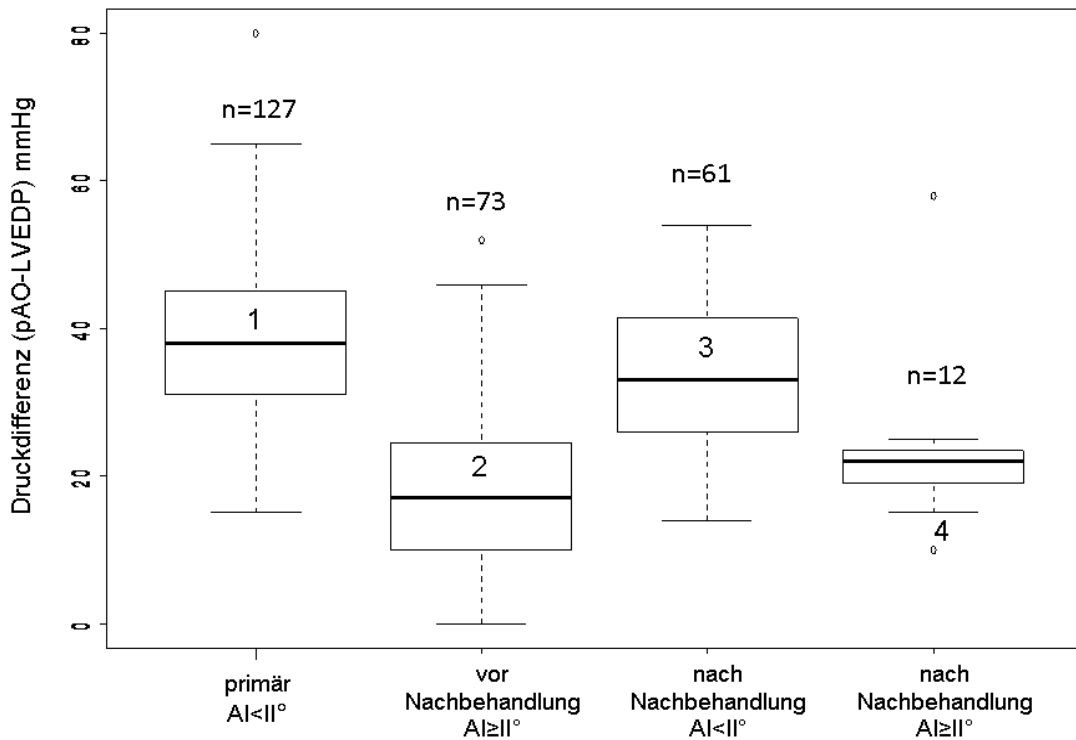 Druckdifferenz (pAO-LVEDP) mmHg
80
60
40
20
0
n=127
n=73
n=61
n=12
1
2
3
4
primär
AI<II°
vor
Nachbehandlung
AI≥II°
nach
Nachbehandlung
AI<II°
nach
Nachbehandlung
AI≥II°